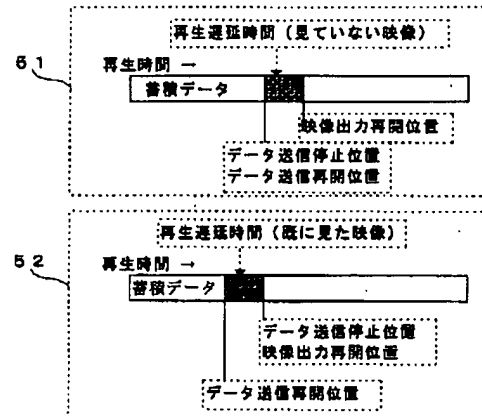 51
再生遅延時間（見ていない映像）
再生時間 →
蓄積データ
映像出力再開位置
データ送信停止位置
データ送信再開位置
52
再生遅延時間（既に見た映像）
再生時間 →
蓄積データ
データ送信停止位置
映像出力再開位置
データ送信再開位置